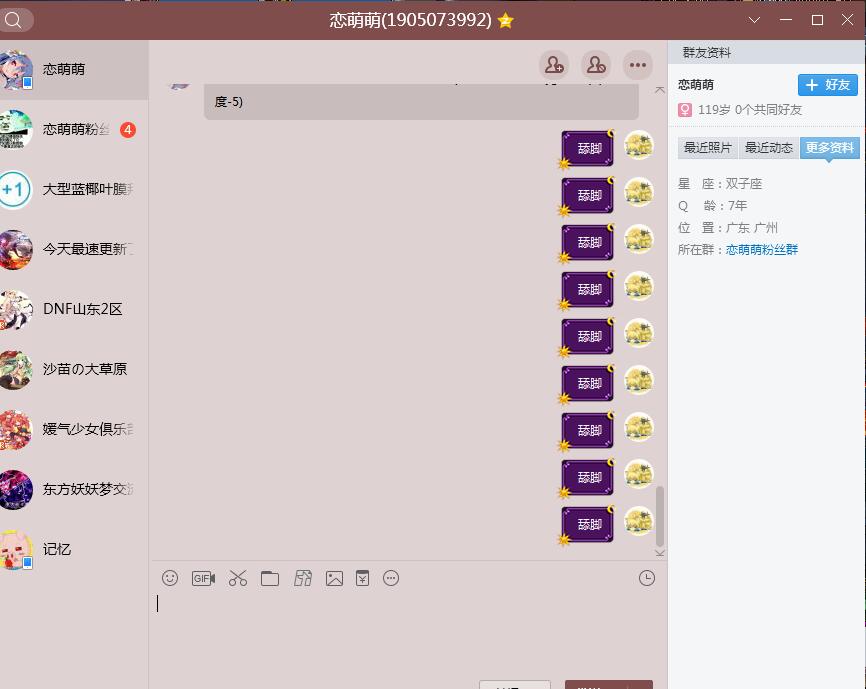 恋萌萌(1905073992)
恋萌萌
恋萌萌粉丝
4
+1
大型蓝椰叶膜
今天最速更新
DNF山东2区
沙苗の大草原
嫒气少女俱乐
东方妖妖梦交
记忆
度-5)
舔脚
舔脚
舔脚
舔脚
舔脚
舔脚
舔脚
舔脚
舔脚
GIF
群友资料
恋萌萌
+ 好友
119岁 0个共同好友
最近照片 最近动态 更多资料
星 座：双子座
Q 龄：7年
位 置：广东 广州
所在群：恋萌萌粉丝群